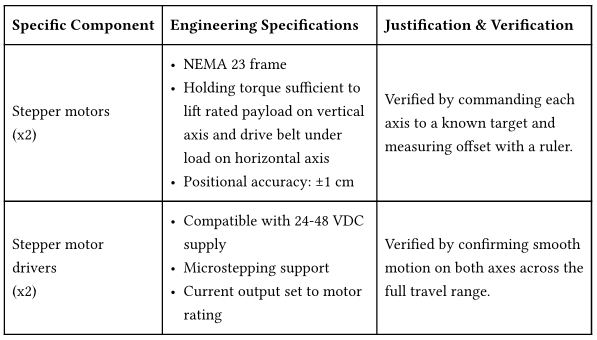 Specific Component
Engineering Specifications
Justification & Verification
Stepper motors
(x2)
• NEMA 23 frame
• Holding torque sufficient to
lift rated payload on vertical
axis and drive belt under
load on horizontal axis
• Positional accuracy: ±1 cm
Verified by commanding each
axis to a known target and
measuring offset with a ruler.
Stepper motor
drivers
(x2)
• Compatible with 24-48 VDC
supply
• Microstepping support
• Current output set to motor
rating
Verified by confirming smooth
motion on both axes across the
full travel range.